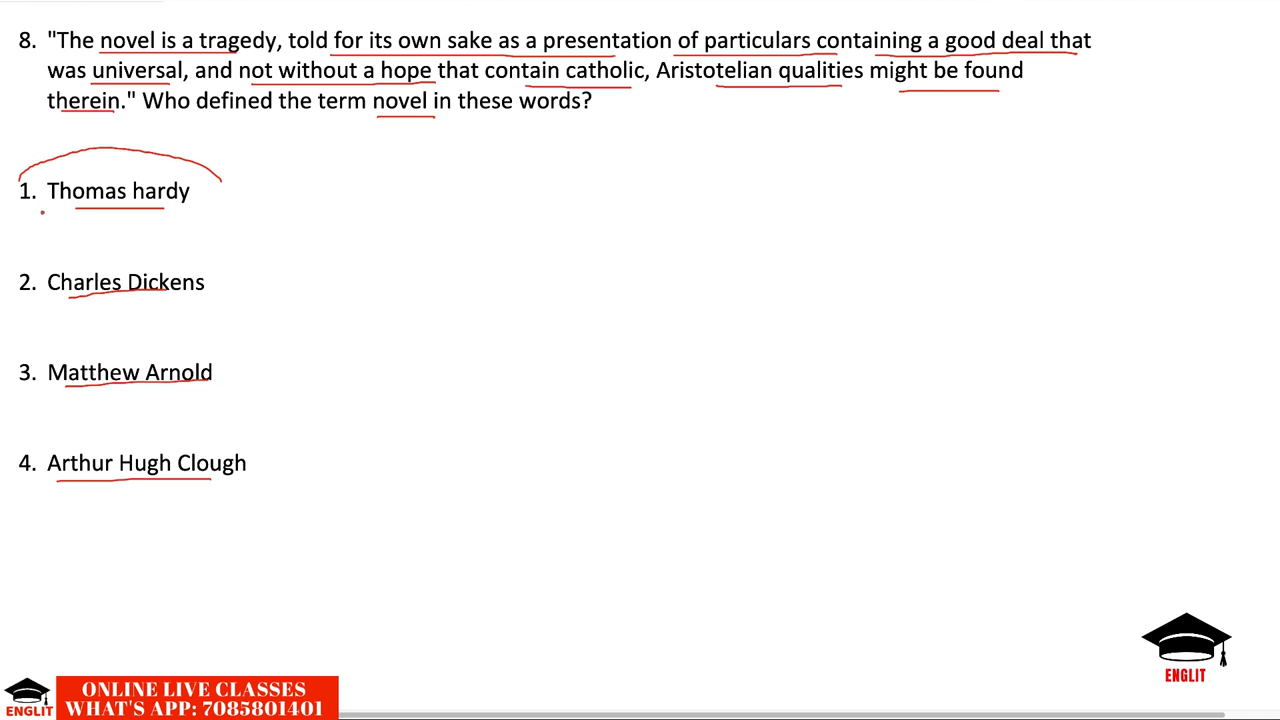 8. "The novel is a tragedy, told for its own sake as a presentation of particulars containing a good deal that
was universal, and not without a hope that contain catholic, Aristotelian qualities might be found
therein." Who defined the term novel in these words?
1. Thomas hardy
2. Charles Dickens
3. Matthew Arnold
4. Arthur Hugh Clough
ENGLIT
ENGLIT
ONLINE LIVE CLASSES
WHAT'S APP: 7085801401